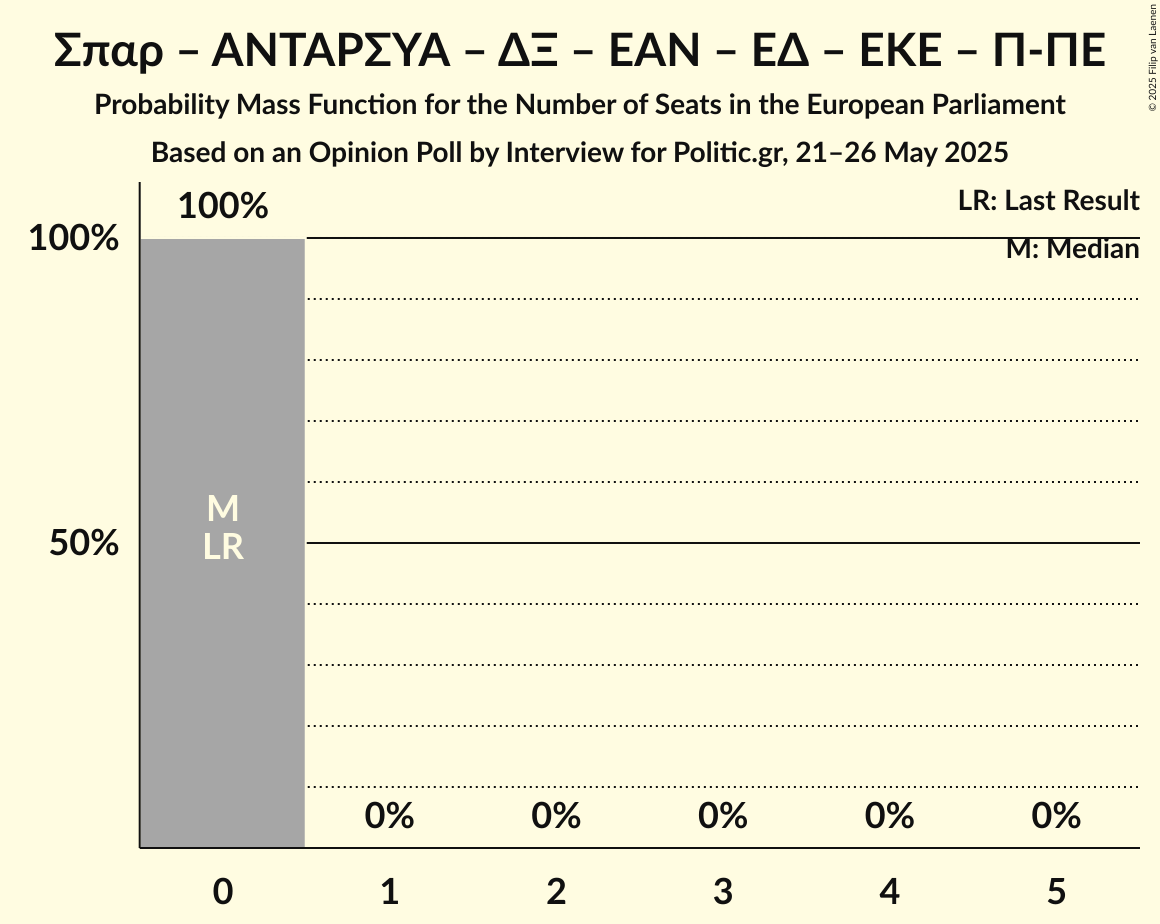 Σπαρ – ΑΝΤΑΡΣΥΑ – ΔΞ – ΕΑΝ – ΕΔ – ΕΚΕ – Π-ΠΕ
Probability Mass Function for the Number of Seats in the European Parliament
Based on an Opinion Poll by Interview for Politic.gr, 21–26 May 2025
© 2025 Filip van Laenen
LR: Last Result
M: Median
100%
100%
50%
M
LR
0%
0%
0%
0%
0%
0
1
2
3
4
5